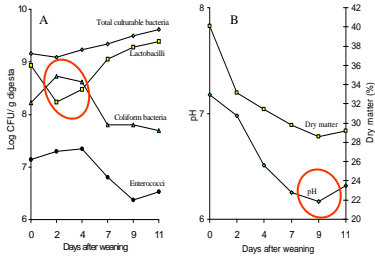 A
Log CFU/ g digesta
10
9
8
7
6
Total culturable bacteria
Lactobacilli
Coliform bacteria
Enterococci
0 2 4 7 9 11
Days after weaning
B
pH
8
7
6
Dry matter
pH
0 2 4 7 9 11
Days after weaning
42
40
38
36
34
32
30
28
26
24
22
20
Dry matter (%)